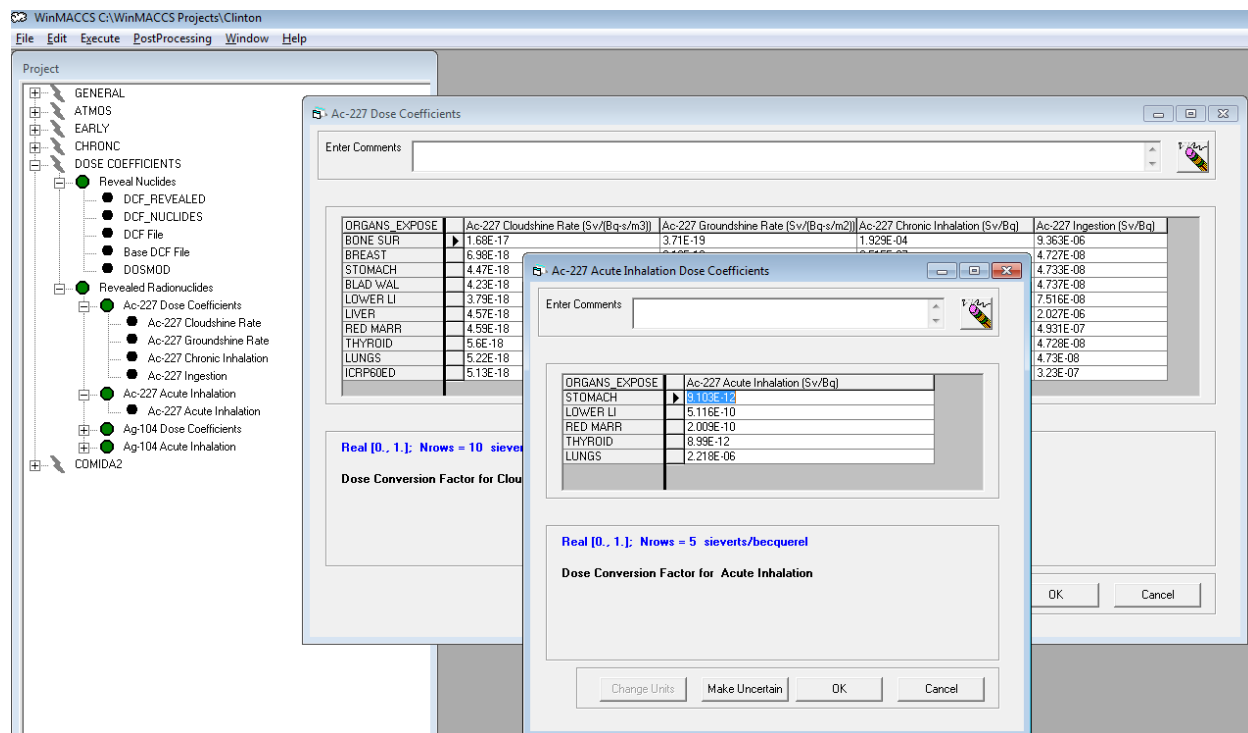 WinMACCS C:\WinMACCS Projects\Clinton
File Edit Execute PostProcessing Window Help
Project
GENERAL
ATMOS
EARLY
CHRONC
DOSE COEFFICIENTS
Reveal Nuclides
DCF_REVEALED
DCF_NUCLIDES
DCF File
Base DCF File
DOSMOD
Revealed Radionuclides
Ac-227 Dose Coefficients
Ac-227 Cloudshine Rate
Ac-227 Groundshine Rate
Ac-227 Chronic Inhalation
Ac-227 Ingestion
Ac-227 Acute Inhalation
Ac-227 Acute Inhalation
Ag-104 Dose Coefficients
Ag-104 Acute Inhalation
COMIDA2
Ac-227 Dose Coefficients
Enter Comments
ORGANS_EXPOSE Ac-227 Cloudshine Rate (Sv/(Bq-s/m3)) Ac-227 Groundshine Rate (Sv/(Bq-s/m2)) Ac-227 Chronic Inhalation (Sv/Bq) Ac-227 Ingestion (Sv/Bq)
BONE SUR 1.68E-17 3.71E-19 1.929E-04 9.363E-06
BREAST 6.98E-18 4.727E-08
STOMACH 4.47E-18 4.733E-08
BLAD WAL 4.23E-18 4.737E-08
LOWER LI 3.79E-18 7.516E-08
LIVER 4.57E-18 2.027E-06
RED MARR 4.59E-18 4.931E-07
THYROID 5.6E-18 4.728E-08
LUNGS 5.22E-18 4.73E-08
ICRP60ED 5.13E-18 3.23E-07
Real [0., 1.]; Nrows = 10 siever
Dose Conversion Factor for Clou
OK Cancel
Ac-227 Acute Inhalation Dose Coefficients
Enter Comments
ORGANS_EXPOSE Ac-227 Acute Inhalation (Sv/Bq)
STOMACH 9.103E-12
LOWER LI 5.116E-10
RED MARR 2.009E-10
THYROID 8.99E-12
LUNGS 2.218E-06
Real [0., 1.]; Nrows = 5 sieverts/becquerel
Dose Conversion Factor for Acute Inhalation
Change Units Make Uncertain OK Cancel